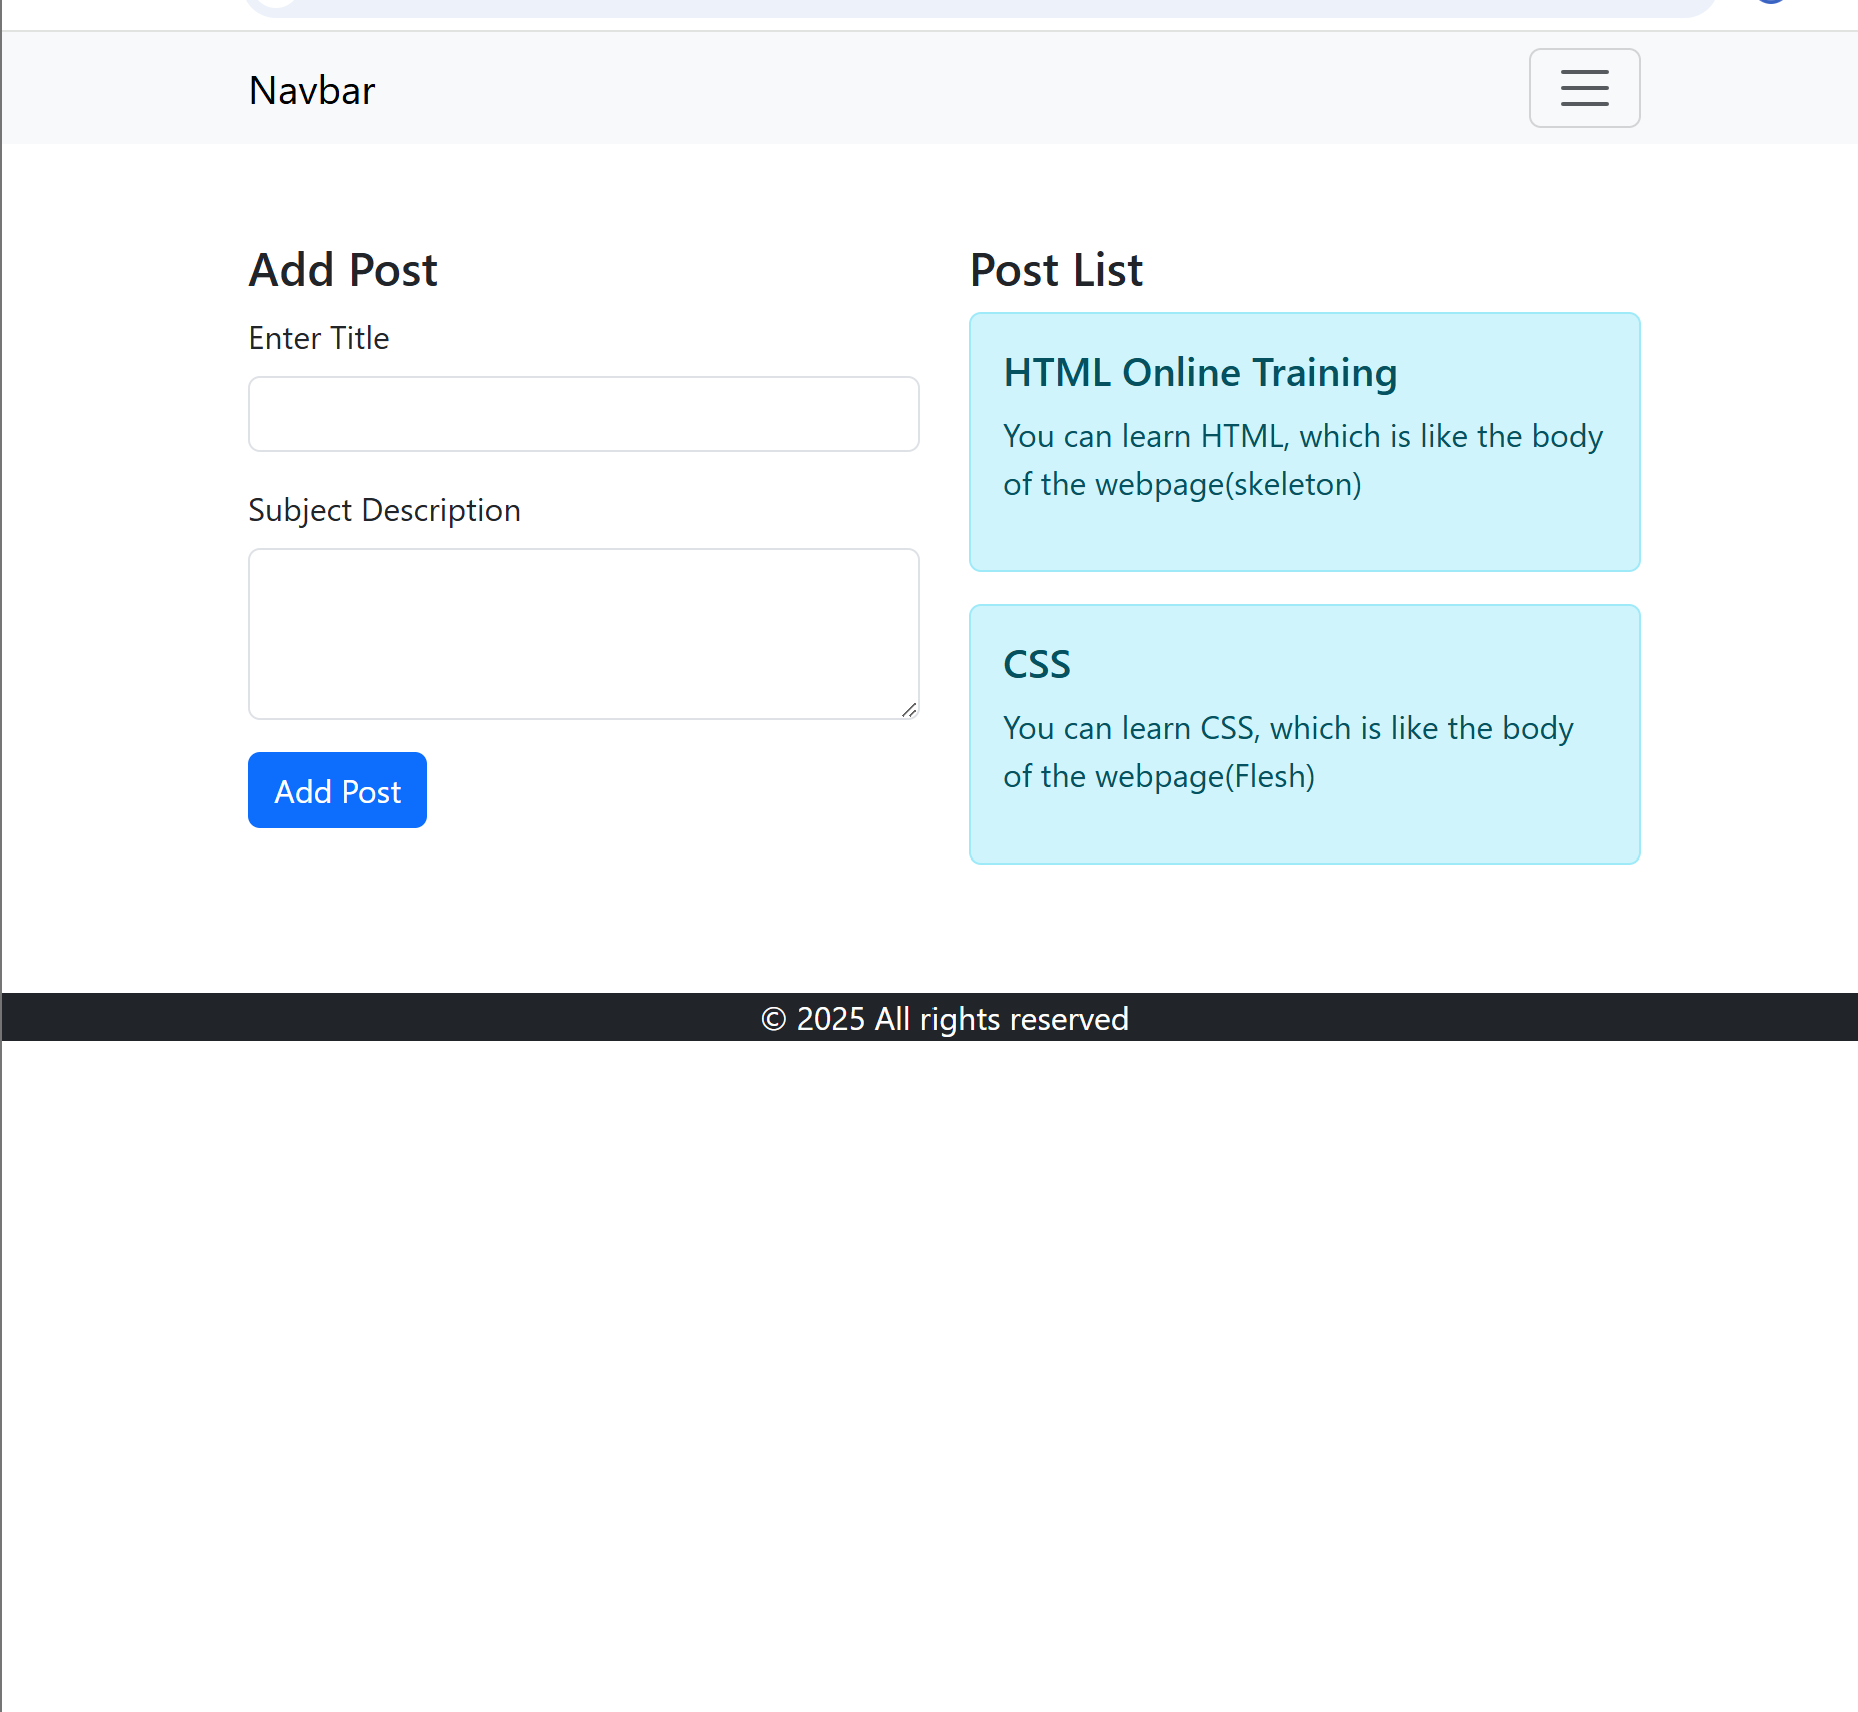 Navbar
Add Post
Enter Title
Subject Description
Add Post
Post List
HTML Online Training
You can learn HTML, which is like the body
of the webpage(skeleton)
CSS
You can learn CSS, which is like the body
of the webpage(Flesh)
© 2025 All rights reserved